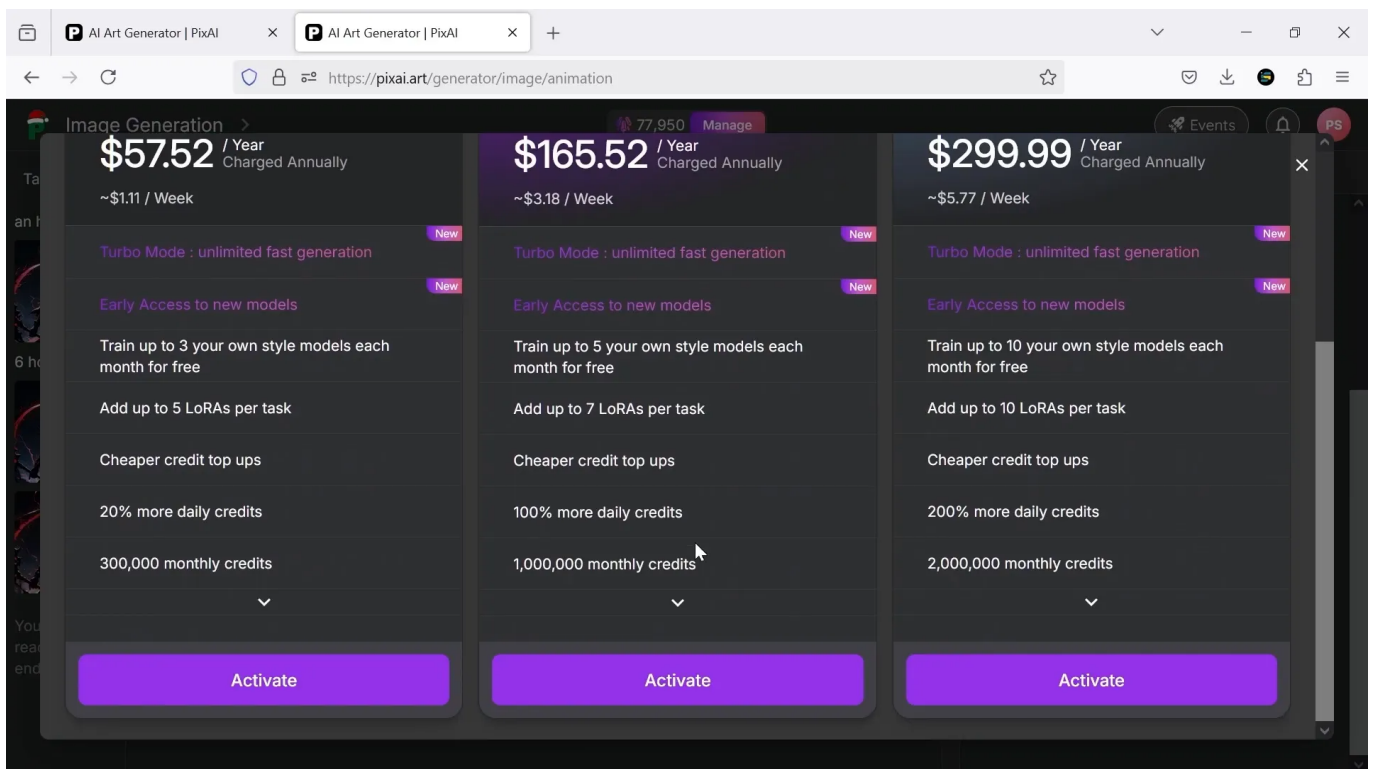 AI Art Generator | PixAI
AI Art Generator | PixAI
https://pixai.art/generator/image/animation
Image Generation
77,950
Manage
Events
PS
Ta
an h
6 ho
You
rea
end
$57.52 / Year
Charged Annually
~$1.11 / Week
New
Turbo Mode : unlimited fast generation
New
Early Access to new models
Train up to 3 your own style models each
month for free
Add up to 5 LoRAs per task
Cheaper credit top ups
20% more daily credits
300,000 monthly credits
Activate
$165.52 / Year
Charged Annually
~$3.18 / Week
New
Turbo Mode : unlimited fast generation
New
Early Access to new models
Train up to 5 your own style models each
month for free
Add up to 7 LoRAs per task
Cheaper credit top ups
100% more daily credits
1,000,000 monthly credits
Activate
$299.99 / Year
Charged Annually
~$5.77 / Week
New
Turbo Mode : unlimited fast generation
New
Early Access to new models
Train up to 10 your own style models each
month for free
Add up to 10 LoRAs per task
Cheaper credit top ups
200% more daily credits
2,000,000 monthly credits
Activate